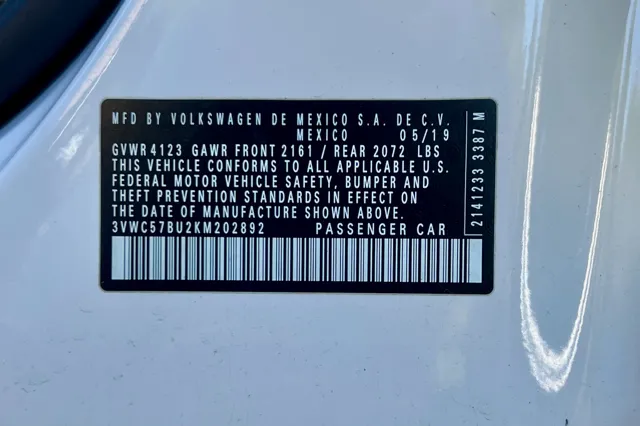 MFD BY VOLKSWAGEN DE MEXICO S.A. DE C.V.
MEXICO 05/19
GVWR 4123 GAWR FRONT 2161 / REAR 2072 LBS
THIS VEHICLE CONFORMS TO ALL APPLICABLE U.S.
FEDERAL MOTOR VEHICLE SAFETY, BUMPER AND
THEFT PREVENTION STANDARDS IN EFFECT ON
THE DATE OF MANUFACTURE SHOWN ABOVE.
3VWC57BU2KM202892 PASSENGER CAR
2141233 3387 M